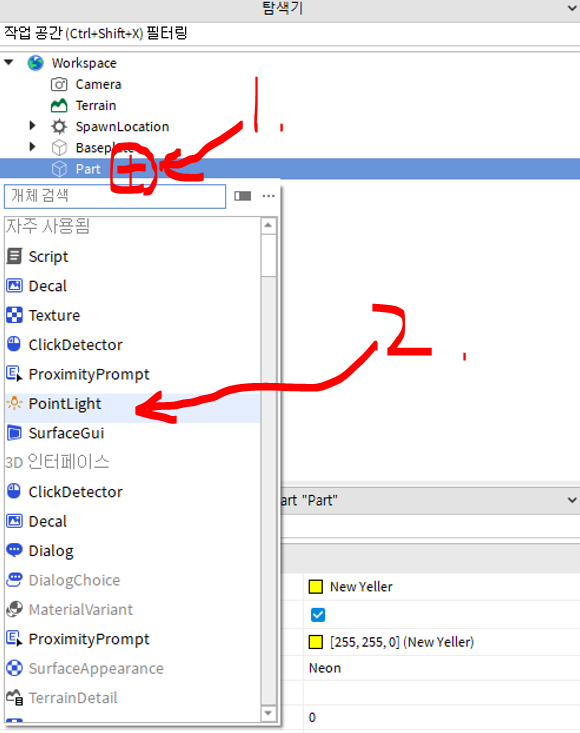 탐색기
작업 공간 (Ctrl+Shift+X) 필터링
Workspace
Camera
Terrain
SpawnLocation
Baseplate
Part
1.
개체 검색
자주 사용됨
Script
Decal
Texture
ClickDetector
ProximityPrompt
PointLight
2.
SurfaceGui
3D 인터페이스
ClickDetector
Decal
art "Part"
Dialog
DialogChoice
New Yeller
MaterialVariant
ProximityPrompt
[255, 255, 0] (New Yeller)
SurfaceAppearance
Neon
TerrainDetail
0